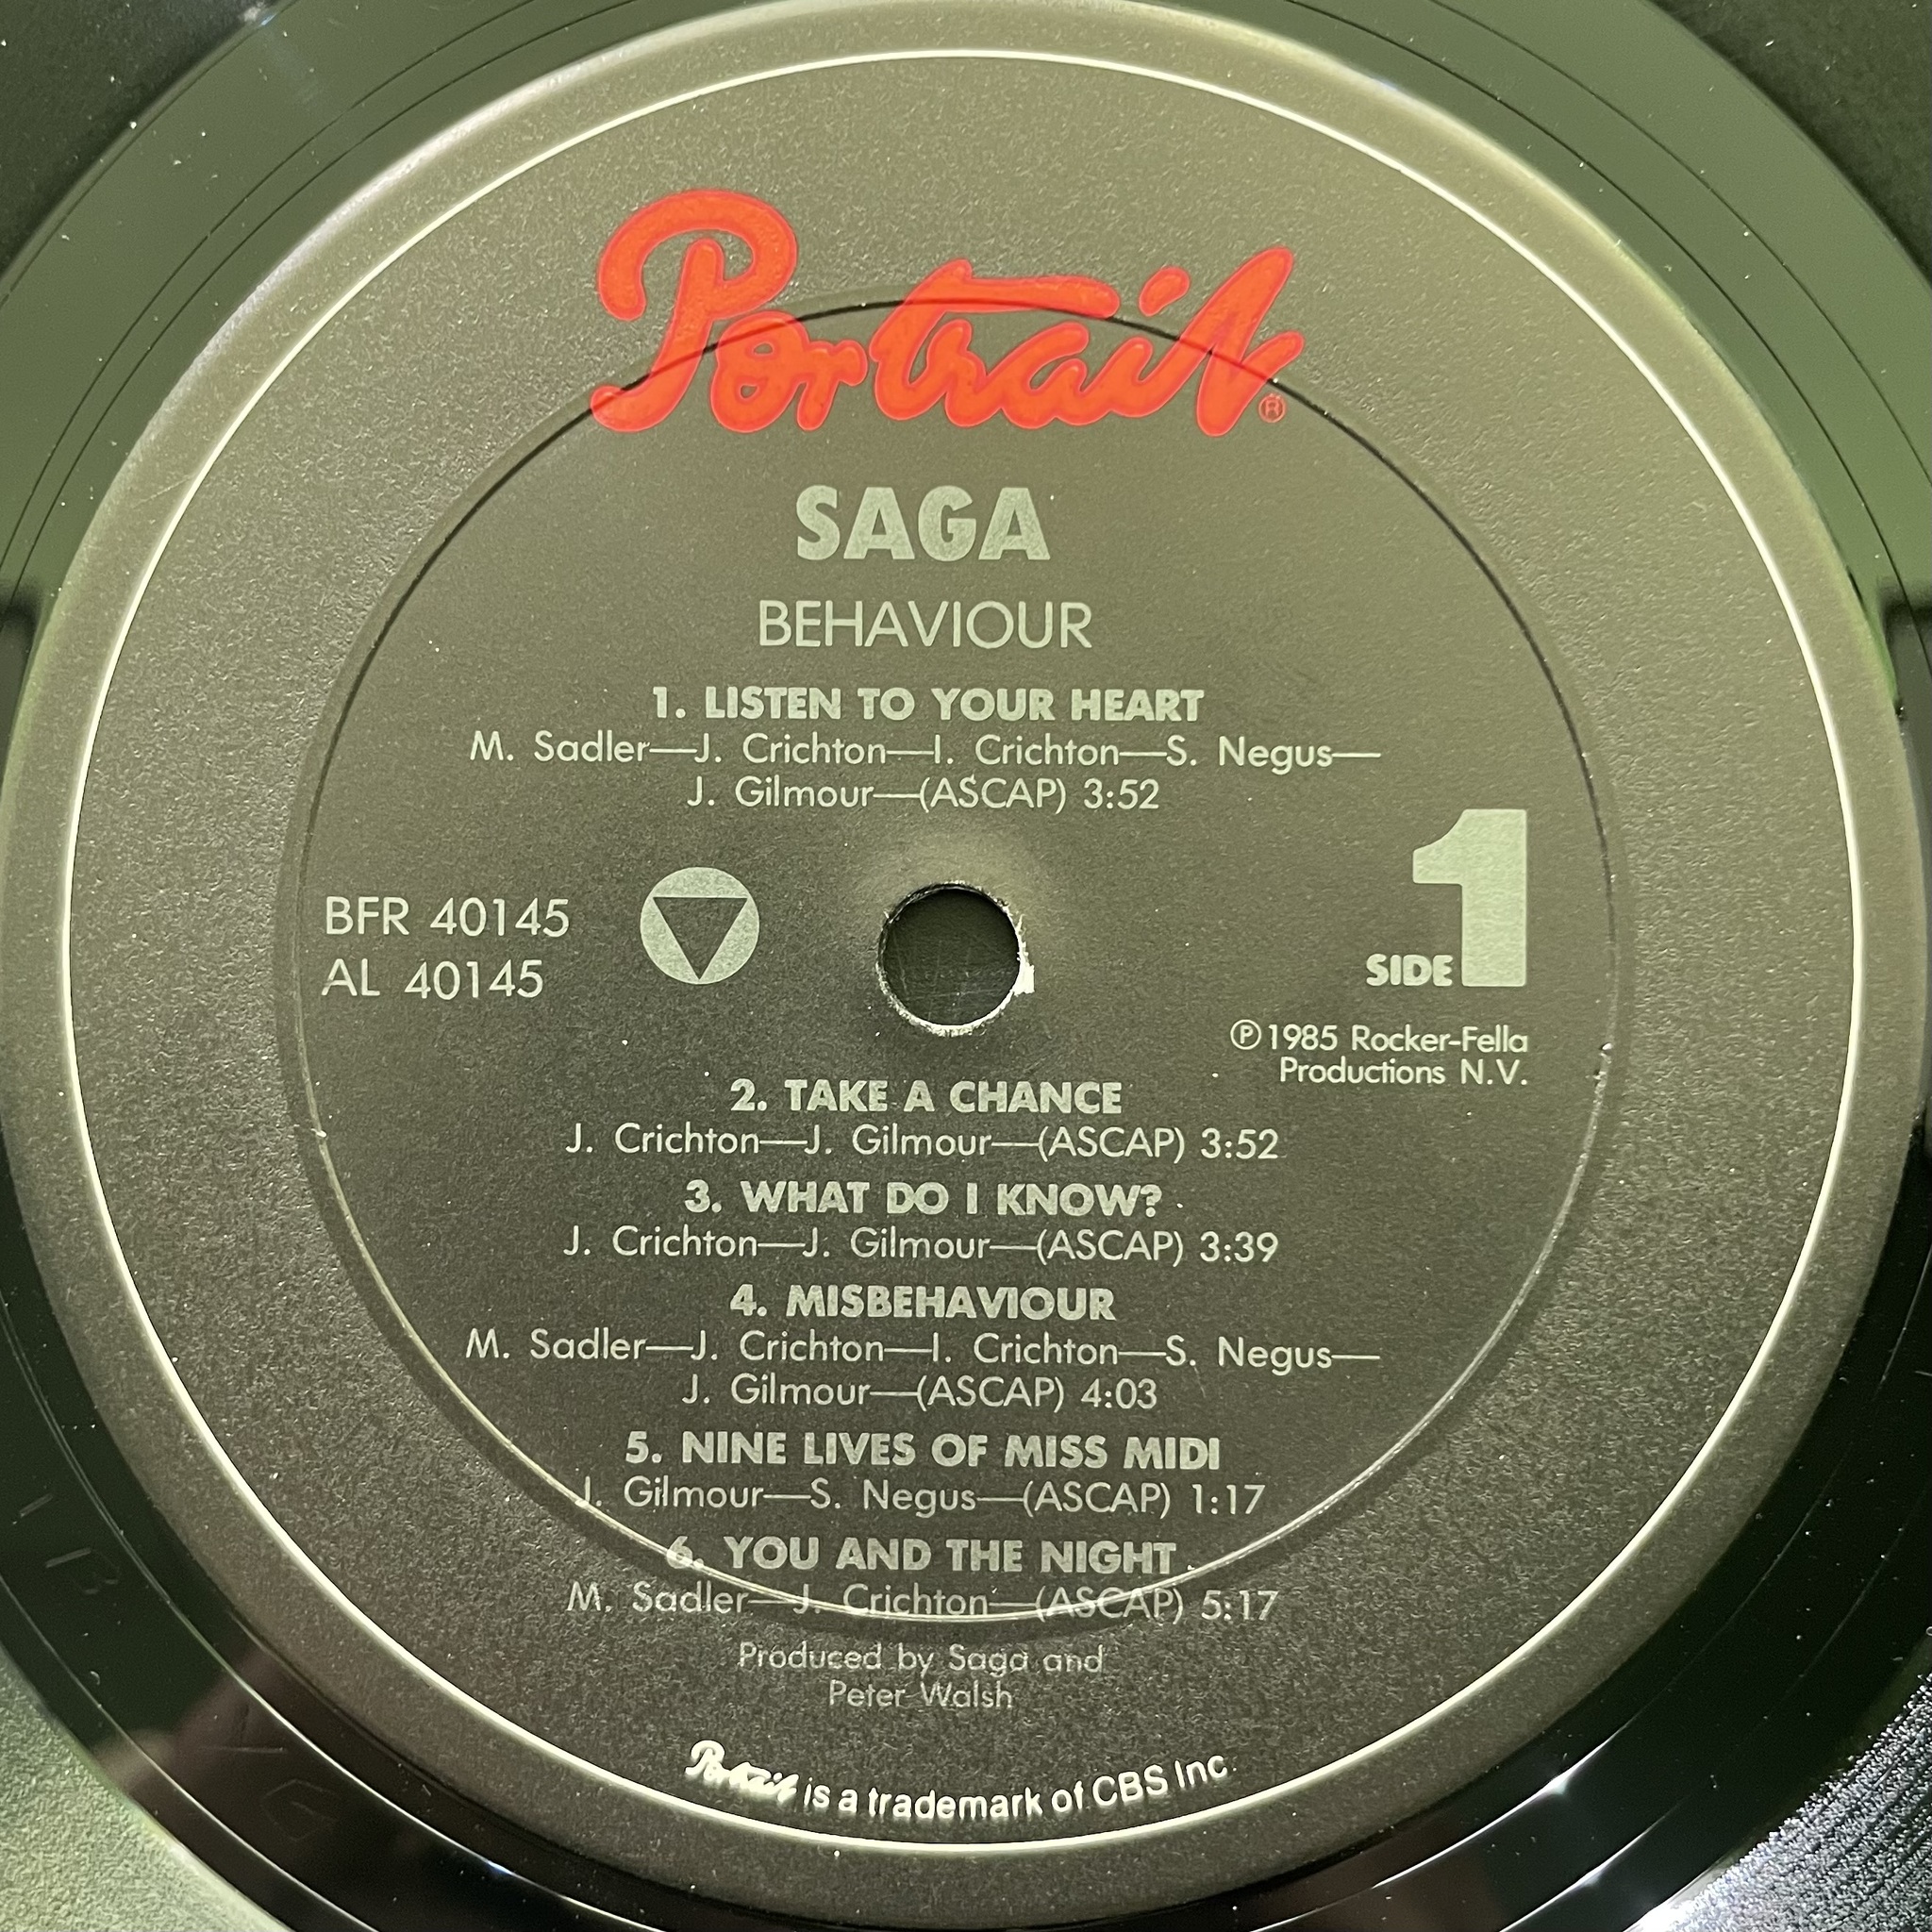 Portrait®
SAGA
BEHAVIOUR
1. LISTEN TO YOUR HEART
M. Sadler—J. Crichton—I. Crichton—S. Negus—
J. Gilmour—(ASCAP) 3:52
BFR 40145
AL 40145
SIDE 1
℗1985 Rocker-Fella
Productions N.V.
2. TAKE A CHANCE
J. Crichton—J. Gilmour—(ASCAP) 3:52
3. WHAT DO I KNOW?
J. Crichton—J. Gilmour—(ASCAP) 3:39
4. MISBEHAVIOUR
M. Sadler—J. Crichton—I. Crichton—S. Negus—
J. Gilmour—(ASCAP) 4:03
5. NINE LIVES OF MISS MIDI
J. Gilmour—S. Negus—(ASCAP) 1:17
6. YOU AND THE NIGHT
M. Sadler—J. Crichton—(ASCAP) 5:17
Produced by Saga and
Peter Walsh
Portrait is a trademark of CBS Inc.